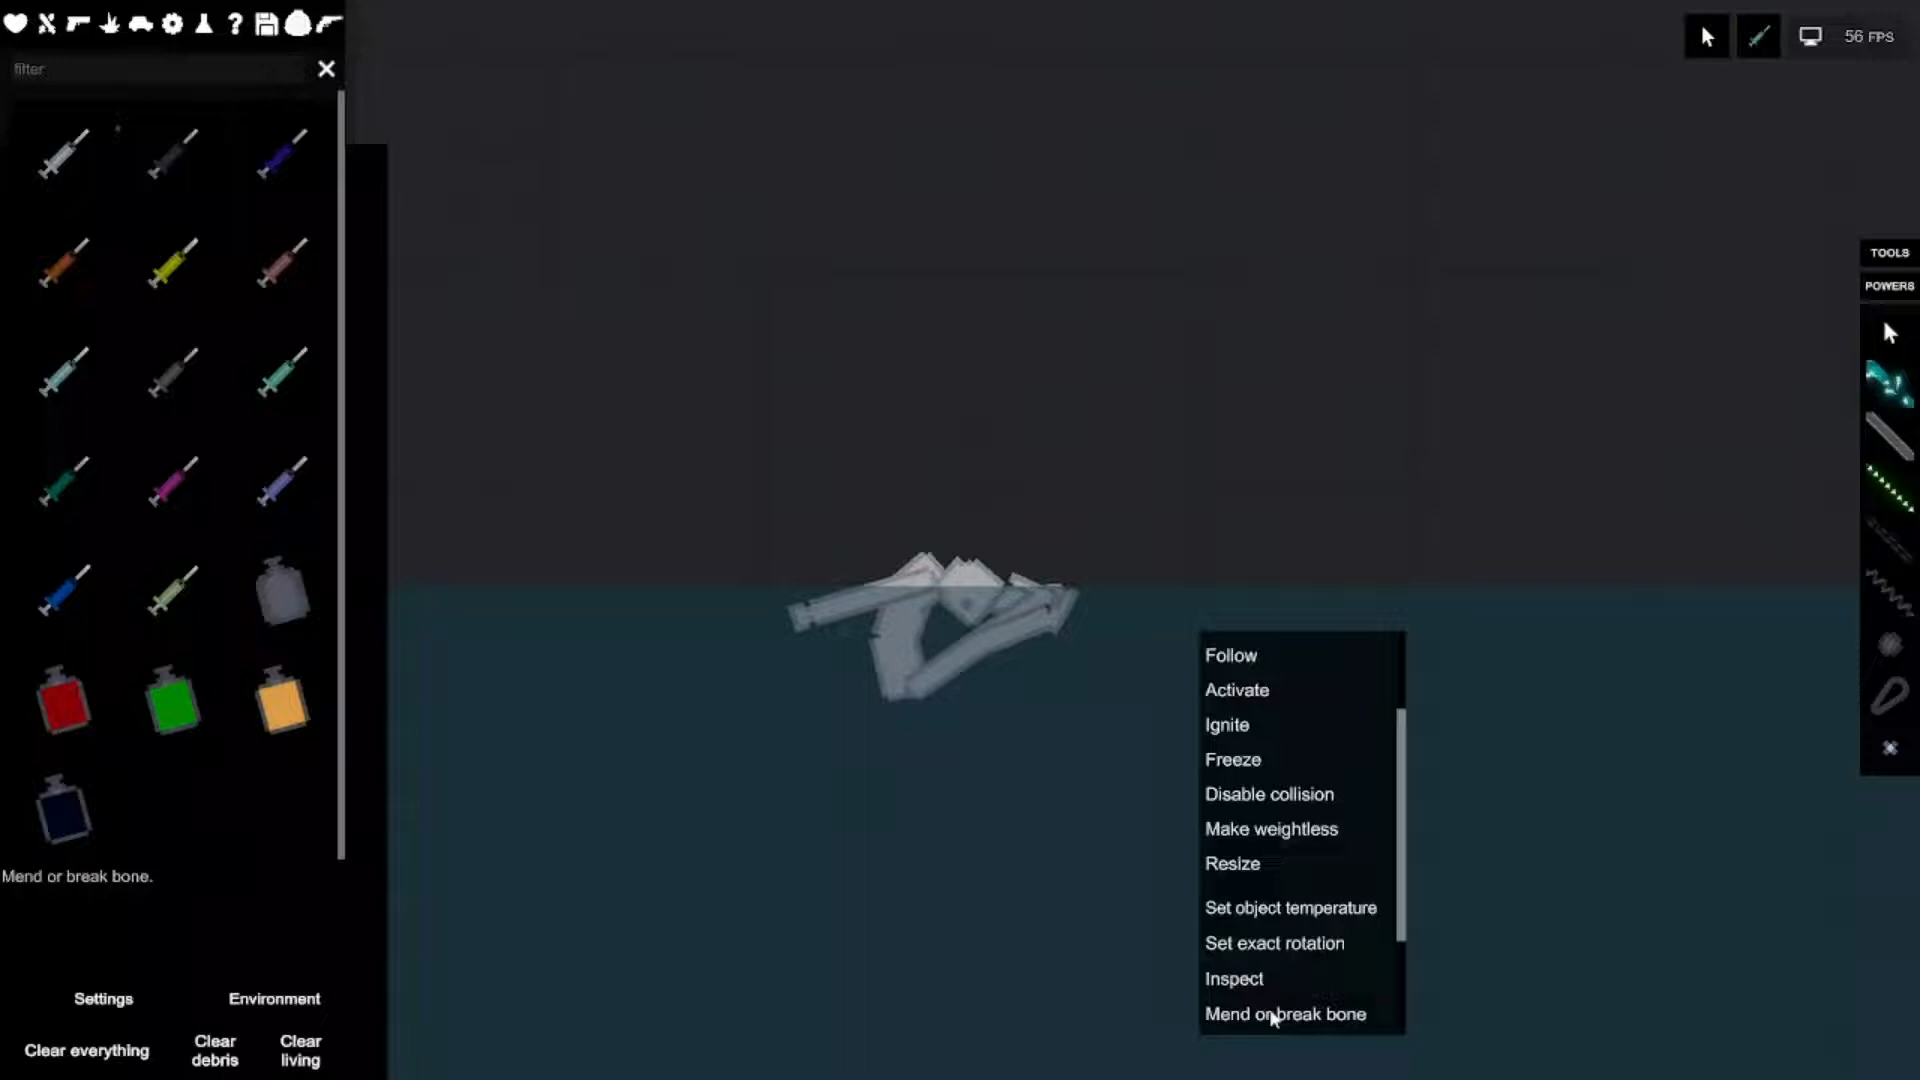 filter
56 FPS
TOOLS
POWERS
Follow
Activate
Ignite
Freeze
Disable collision
Make weightless
Resize
Set object temperature
Set exact rotation
Inspect
Mend or break bone
Mend or break bone.
Settings
Environment
Clear everything
Clear
debris
Clear
living